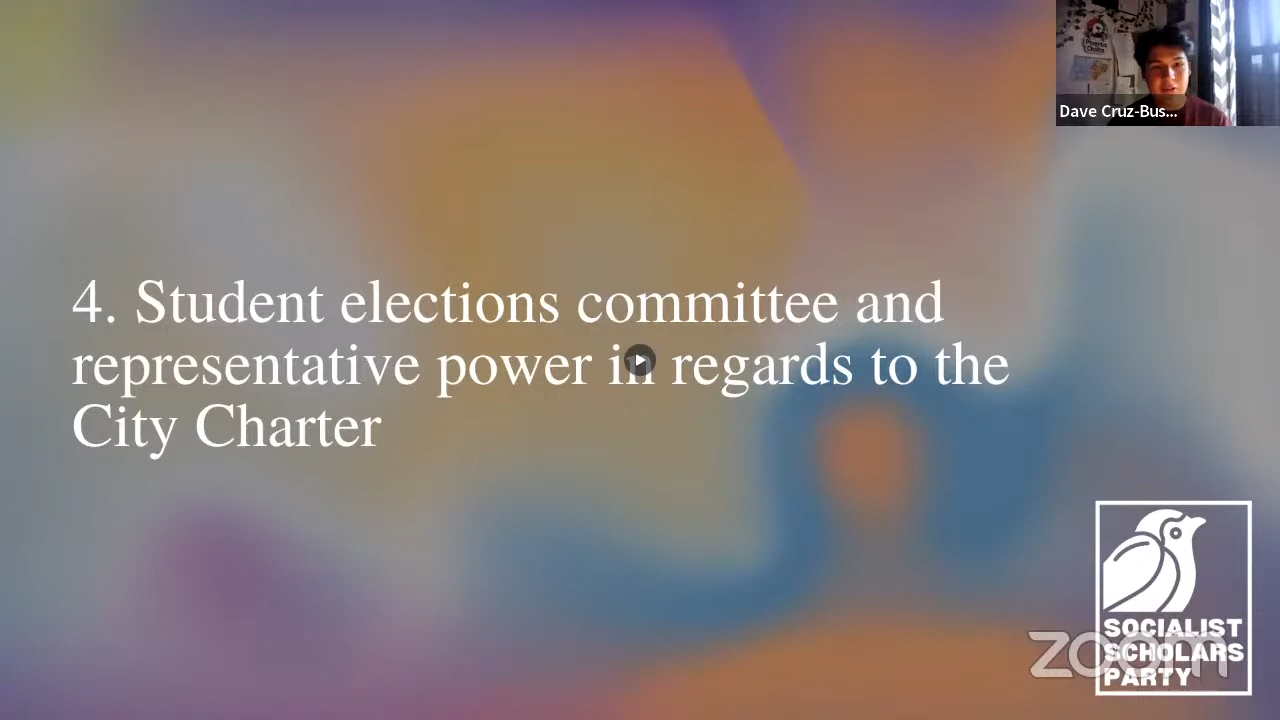 Dave Cruz-Bus...
4. Student elections committee and
representative power in regards to the
City Charter
SOCIALIST
SCHOLARS
PARTY
zoom